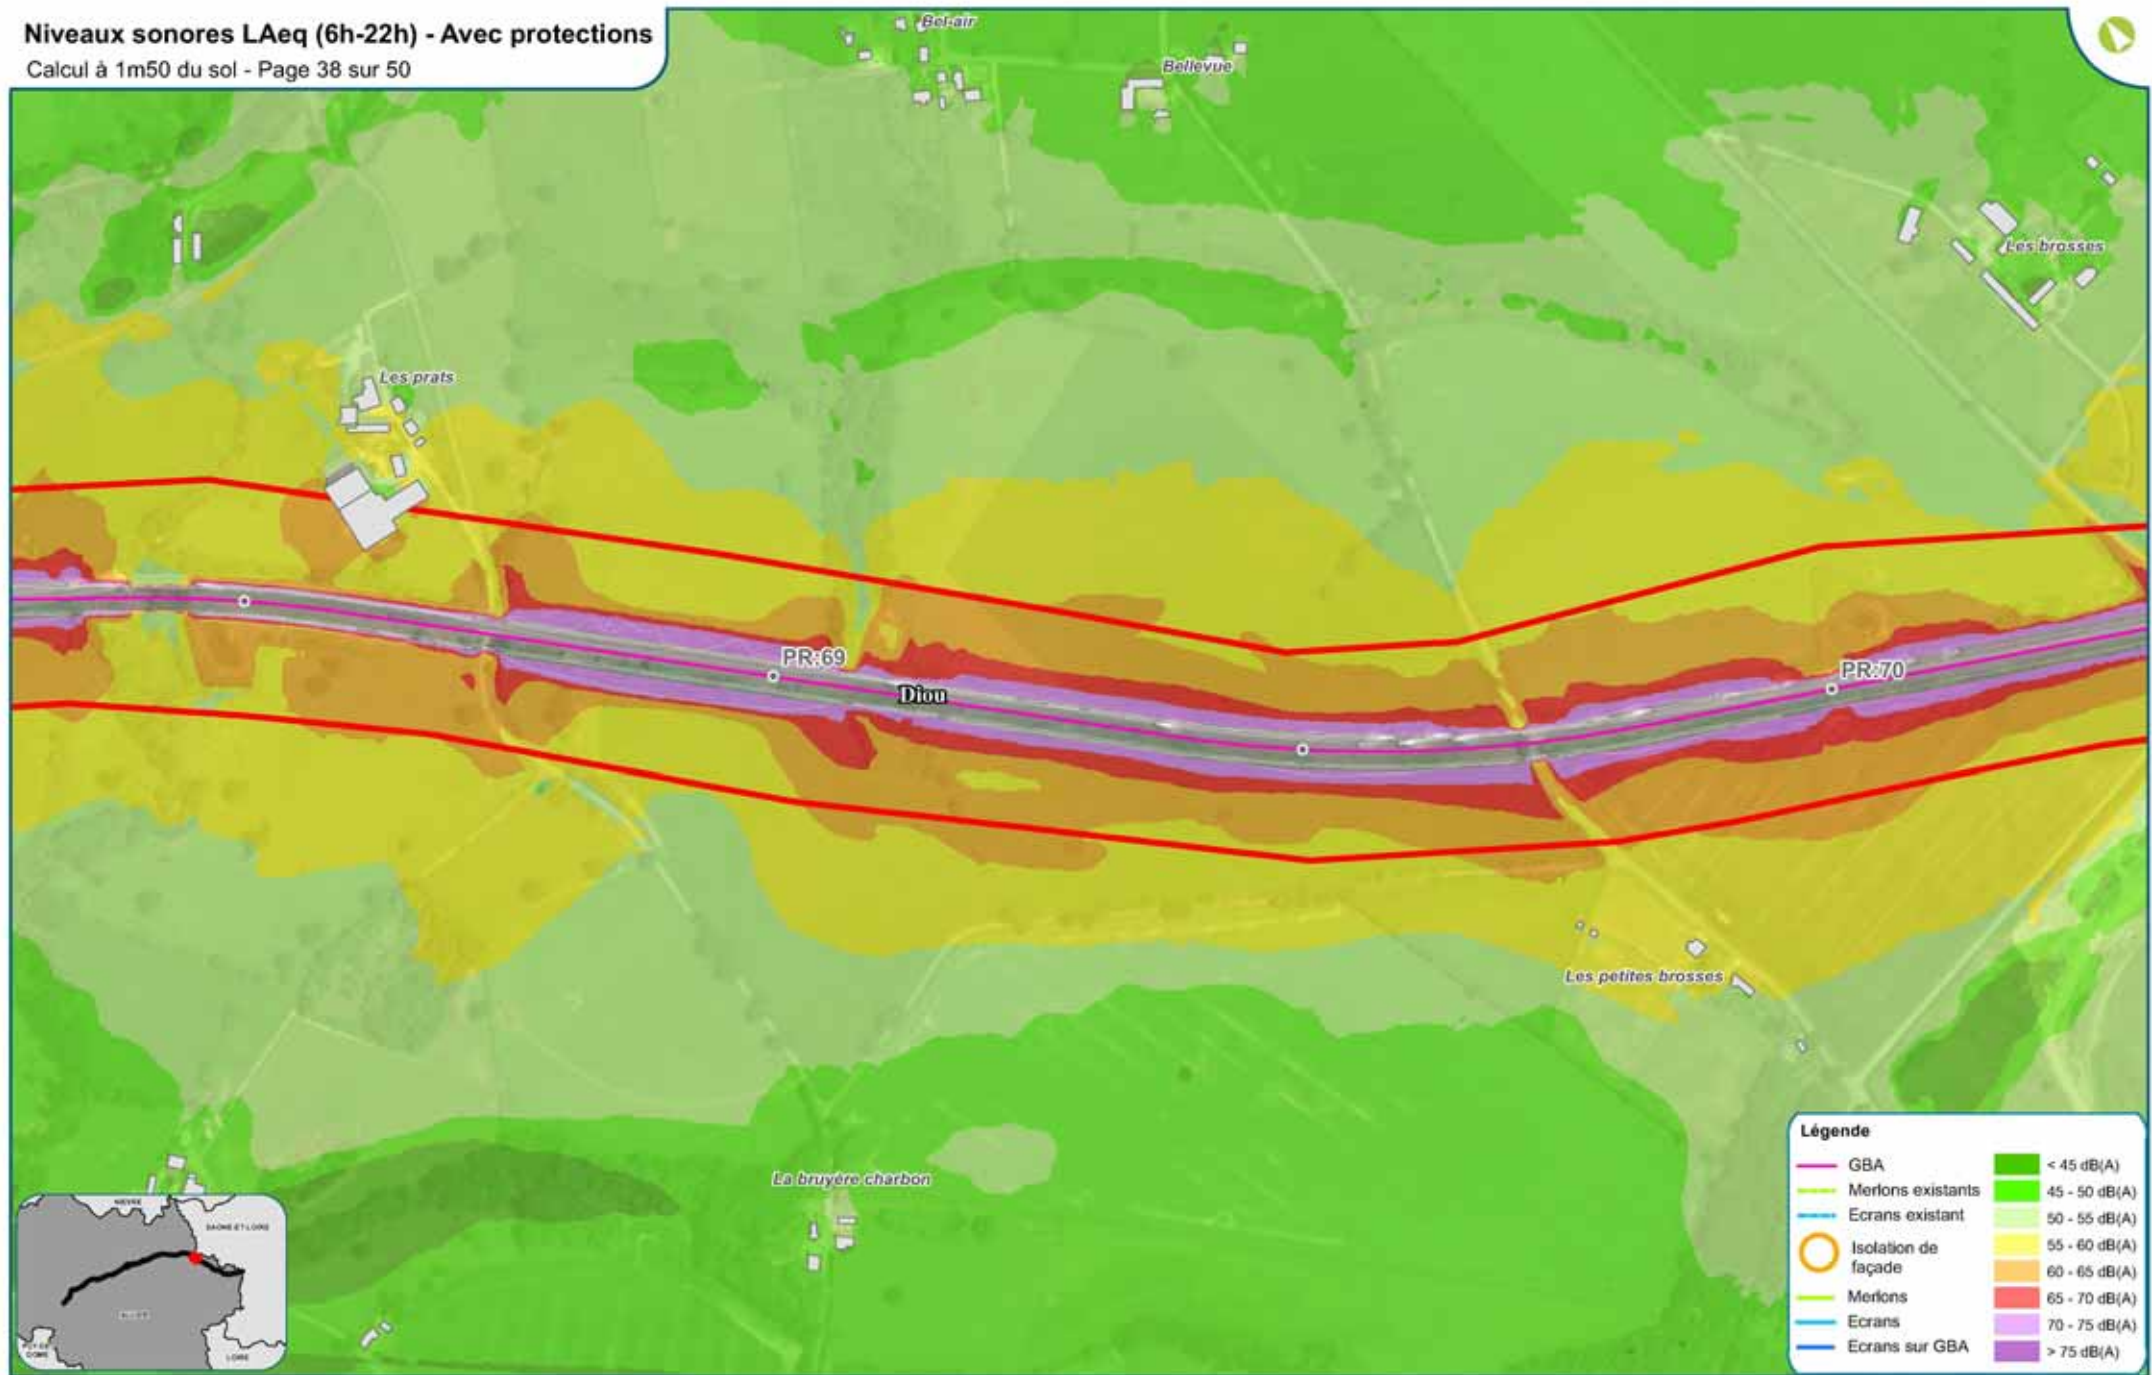 Niveaux sonores LAeq (6h-22h) - Avec protections
Calcul à 1m50 du sol - Page 38 sur 50
Bel-air
Bellevue
Les brosses
Les prats
PR:69
Diou
PR:70
Les petites brosses
La bruyère charbon
NIEVRE
SAONE ET LOIRE
ALLIER
PUY DE
DOME
LOIRE
Légende
GBA
Merlons existants
Ecrans existant
Isolation de
façade
Merlons
Ecrans
Ecrans sur GBA
< 45 dB(A)
45 - 50 dB(A)
50 - 55 dB(A)
55 - 60 dB(A)
60 - 65 dB(A)
65 - 70 dB(A)
70 - 75 dB(A)
> 75 dB(A)